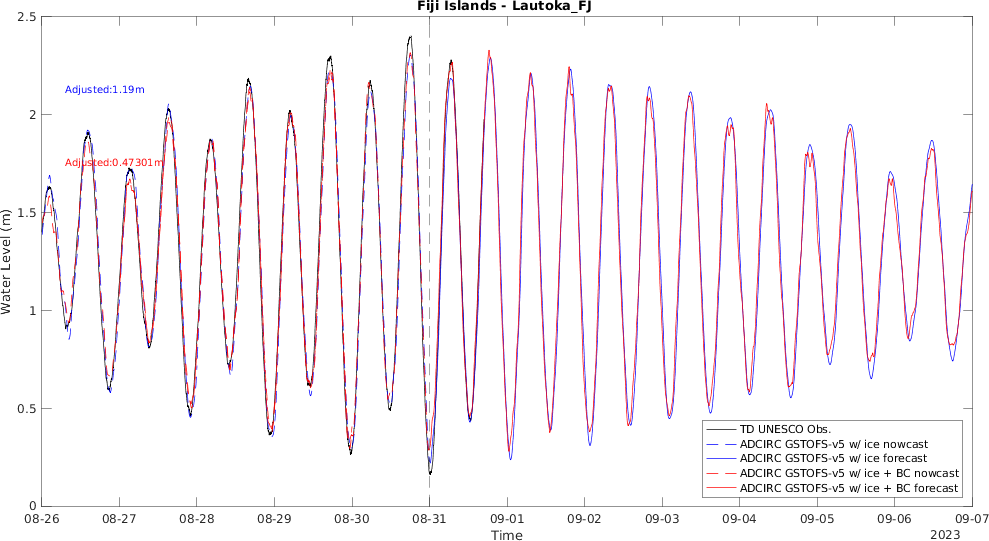 Fiji Islands - Lautoka_FJ
2.5
2
1.5
1
0.5
0
Water Level (m)
Adjusted:1.19m
Adjusted:0.47301m
TD UNESCO Obs.
ADCIRC GSTOFS-v5 w/ ice nowcast
ADCIRC GSTOFS-v5 w/ ice forecast
ADCIRC GSTOFS-v5 w/ ice + BC nowcast
ADCIRC GSTOFS-v5 w/ ice + BC forecast
08-26 08-27 08-28 08-29 08-30 08-31 09-01 09-02 09-03 09-04 09-05 09-06 09-07
Time
2023